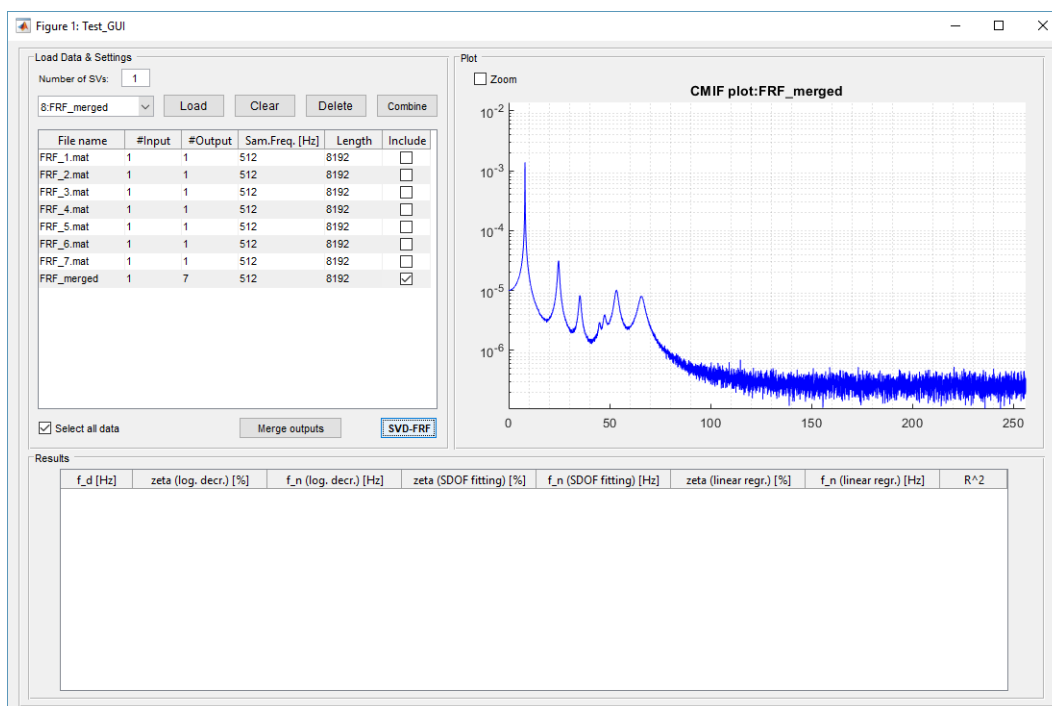 Figure 1: Test_GUI
Load Data & Settings
Number of SVs: 1
8:FRF_merged Load Clear Delete Combine
File name #Input #Output Sam.Freq. [Hz] Length Include
FRF_1.mat 1 1 512 8192
FRF_2.mat 1 1 512 8192
FRF_3.mat 1 1 512 8192
FRF_4.mat 1 1 512 8192
FRF_5.mat 1 1 512 8192
FRF_6.mat 1 1 512 8192
FRF_7.mat 1 1 512 8192
FRF_merged 1 7 512 8192
Select all data Merge outputs SVD-FRF
Plot
Zoom
CMIF plot:FRF_merged
10^-2
10^-3
10^-4
10^-5
10^-6
0 50 100 150 200 250
Results
f_d [Hz] zeta (log. decr.) [%] f_n (log. decr.) [Hz] zeta (SDOF fitting) [%] f_n (SDOF fitting) [Hz] zeta (linear regr.) [%] f_n (linear regr.) [Hz] R^2